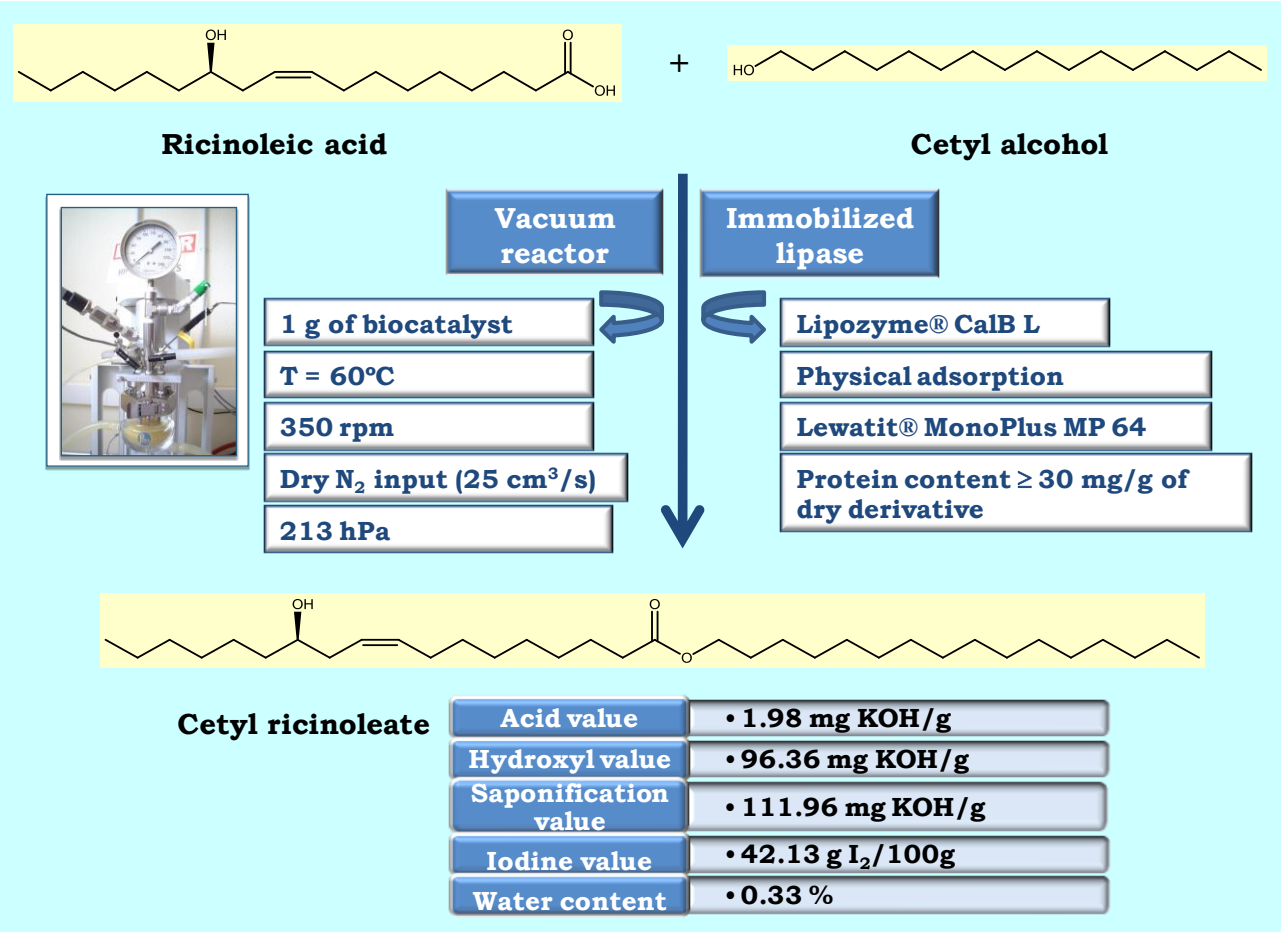 OH
O
OH
+
HO
Ricinoleic acid
Cetyl alcohol
Vacuum
reactor
Immobilized
lipase
1 g of biocatalyst
T = 60ºC
350 rpm
Dry N₂ input (25 cm³/s)
213 hPa
Lipozyme® CalB L
Physical adsorption
Lewatit® MonoPlus MP 64
Protein content ≥ 30 mg/g of
dry derivative
OH
O
O
Cetyl ricinoleate
Acid value
• 1.98 mg KOH/g
Hydroxyl value
• 96.36 mg KOH/g
Saponification
value
• 111.96 mg KOH/g
Iodine value
• 42.13 g I₂/100g
Water content
• 0.33 %